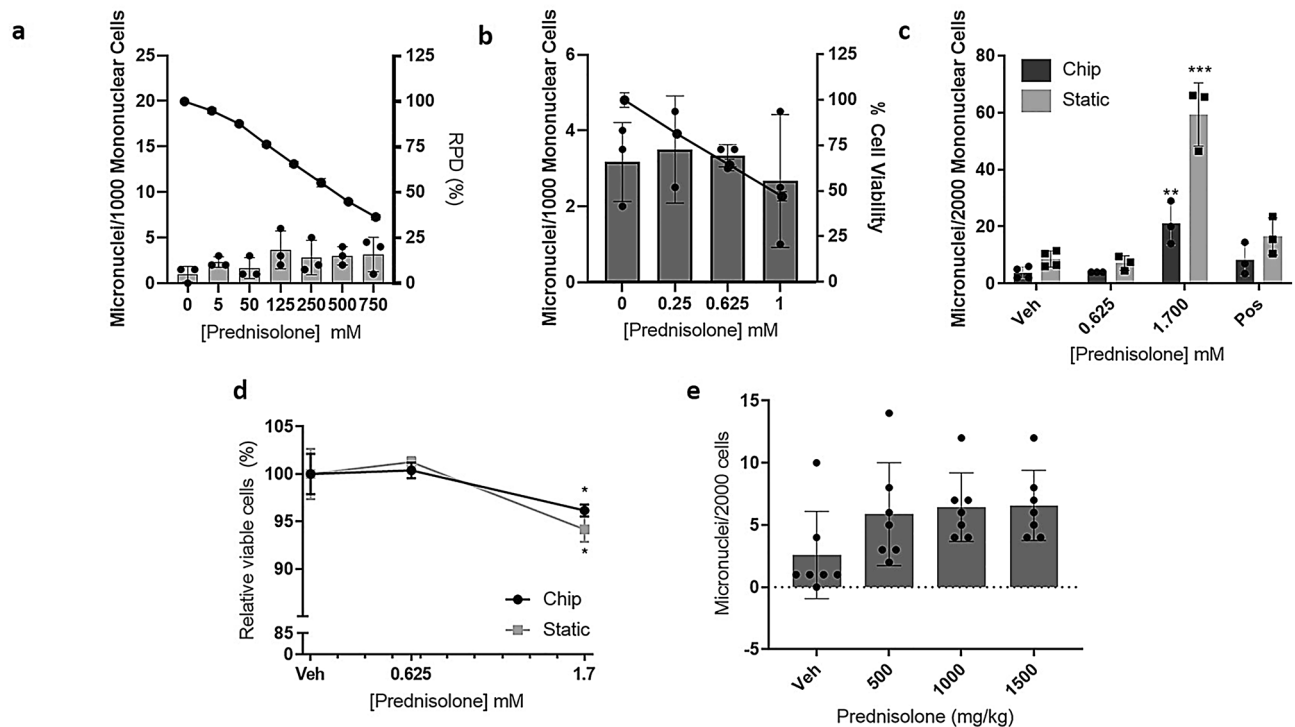 a
Micronuclei/1000 Mononuclear Cells
25
20
15
10
5
0
125
100
75
50
25
0
RPD (%)
0 5 50 125 250 500 750
[Prednisolone] mM
b
Micronuclei/1000 Mononuclear Cells
6
4
2
0
125
100
75
50
25
0
% Cell Viability
0 0.25 0.625 1
[Prednisolone] mM
c
Micronuclei/2000 Mononuclear Cells
80
60
40
20
0
Chip
Static
**
***
Veh 0.625 1.700 Pos
[Prednisolone] mM
d
Relative viable cells (%)
105
100
95
90
85
0
*
*
Chip
Static
Veh 0.625 1.7
[Prednisolone] mM
e
Micronuclei/2000 cells
15
10
5
0
-5
Veh 500 1000 1500
Prednisolone (mg/kg)